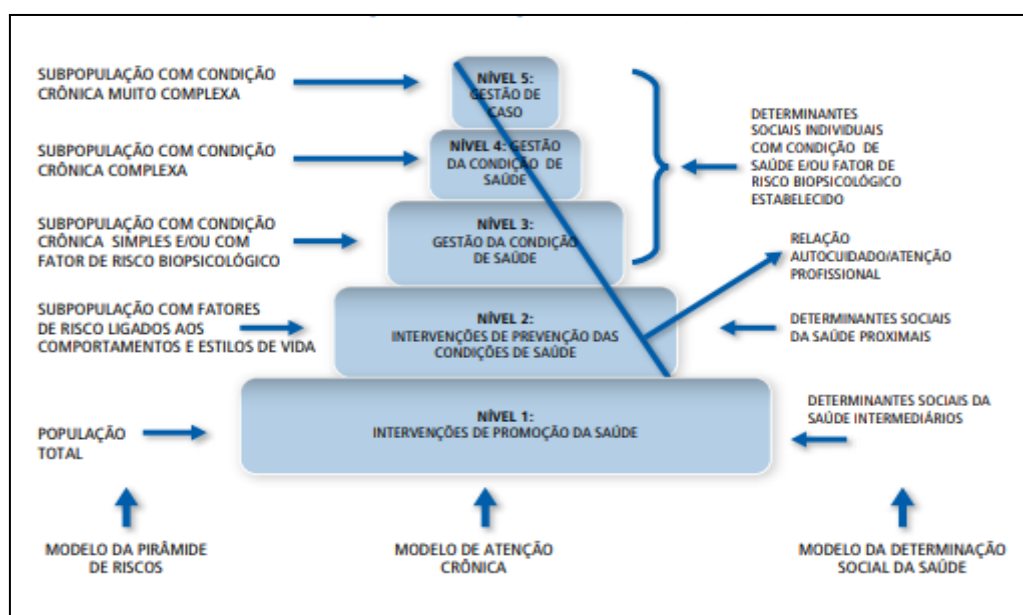 SUBPOPULAÇÃO COM CONDIÇÃO
CRÔNICA MUITO COMPLEXA
SUBPOPULAÇÃO COM CONDIÇÃO
CRÔNICA COMPLEXA
SUBPOPULAÇÃO COM CONDIÇÃO
CRÔNICA SIMPLES E/OU COM
FATOR DE RISCO BIOPSICOLÓGICO
SUBPOPULAÇÃO COM FATORES
DE RISCO LIGADOS AOS
COMPORTAMENTOS E ESTILOS DE VIDA
POPULAÇÃO
TOTAL
MODELO DA PIRÂMIDE
DE RISCOS
NÍVEL 5:
GESTÃO DE
CASO
NÍVEL 4: GESTÃO
DA CONDIÇÃO DE
SAÚDE
NÍVEL 3:
GESTÃO DA CONDIÇÃO
DE SAÚDE
NÍVEL 2:
INTERVENÇÕES DE PREVENÇÃO DAS
CONDIÇÕES DE SAÚDE
NÍVEL 1:
INTERVENÇÕES DE PROMOÇÃO DA SAÚDE
MODELO DE ATENÇÃO
CRÔNICA
DETERMINANTES
SOCIAIS INDIVIDUAIS
COM CONDIÇÃO DE
SAÚDE E/OU FATOR DE
RISCO BIOPSICOLÓGICO
ESTABELECIDO
RELAÇÃO
AUTOCUIDADO/ATENÇÃO
PROFISSIONAL
DETERMINANTES SOCIAIS
DA SAÚDE PROXIMAIS
DETERMINANTES SOCIAIS DA
SAÚDE INTERMEDIÁRIOS
MODELO DA DETERMINAÇÃO
SOCIAL DA SAÚDE